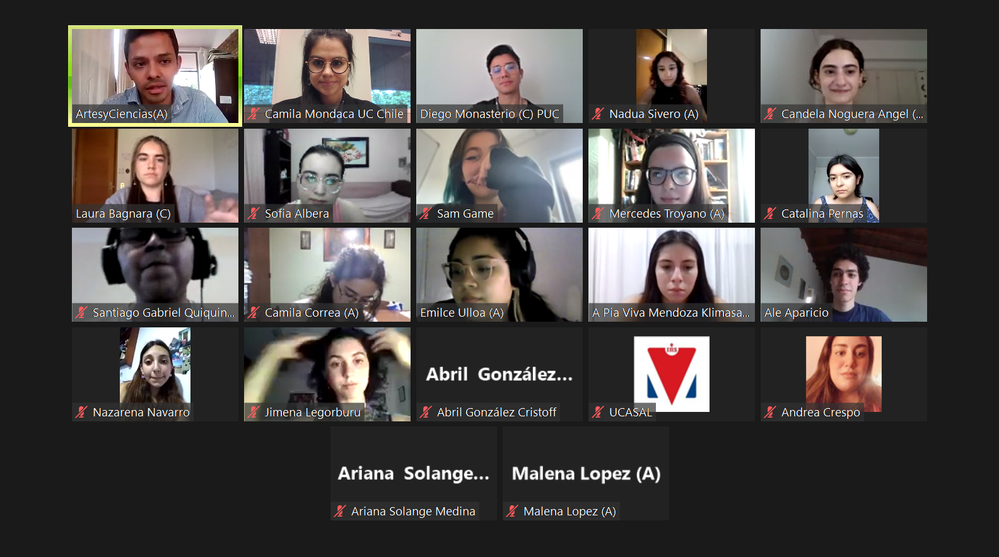 ArtesyCiencias(A)
Camila Mondaca UC Chile
Diego Monasterio (C) PUC
Nadua Sivero (A)
Candela Noguera Angel (...
Laura Bagnara (C)
Sofia Albera
Sam Game
Mercedes Troyano (A)
Catalina Pernas
Santiago Gabriel Quiquin...
Camila Correa (A)
Emilce Ulloa (A)
A Pia Viva Mendoza Klimasa...
Ale Aparicio
Nazarena Navarro
Jimena Legorburu
Abril González...
Abril González Cristoff
UCASAL
Andrea Crespo
Ariana Solange...
Ariana Solange Medina
Malena Lopez (A)
Malena Lopez (A)